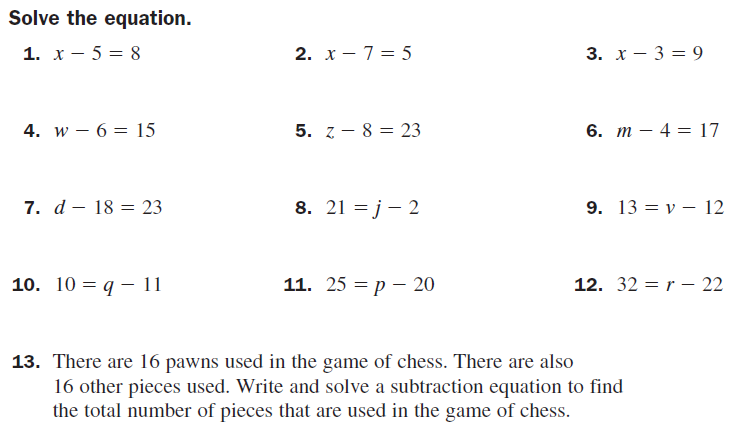 Solve the equation.
1. x − 5 = 8 2. x − 7 = 5 3. x − 3 = 9
4. w − 6 = 15 5. z − 8 = 23 6. m − 4 = 17
7. d − 18 = 23 8. 21 = j − 2 9. 13 = v − 12
10. 10 = q − 11 11. 25 = p − 20 12. 32 = r − 22
13. There are 16 pawns used in the game of chess. There are also
16 other pieces used. Write and solve a subtraction equation to find
the total number of pieces that are used in the game of chess.